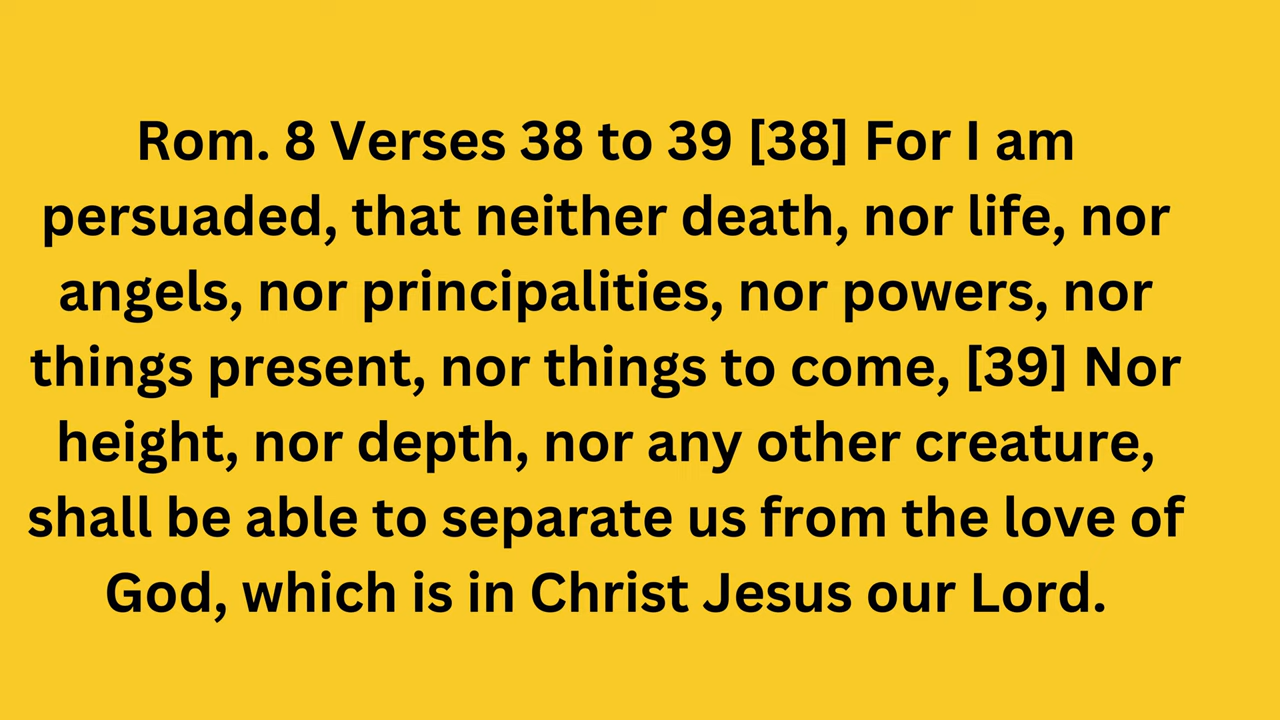 Rom. 8 Verses 38 to 39 [38] For I am
persuaded, that neither death, nor life, nor
angels, nor principalities, nor powers, nor
things present, nor things to come, [39] Nor
height, nor depth, nor any other creature,
shall be able to separate us from the love of
God, which is in Christ Jesus our Lord.